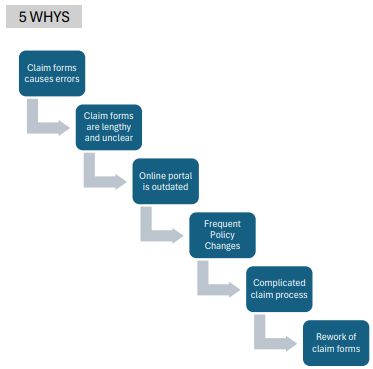 5 WHYS
Claim forms
causes errors
Claim forms
are lengthy
and unclear
Online portal
is outdated
Frequent
Policy
Changes
Complicated
claim process
Rework of
claim forms